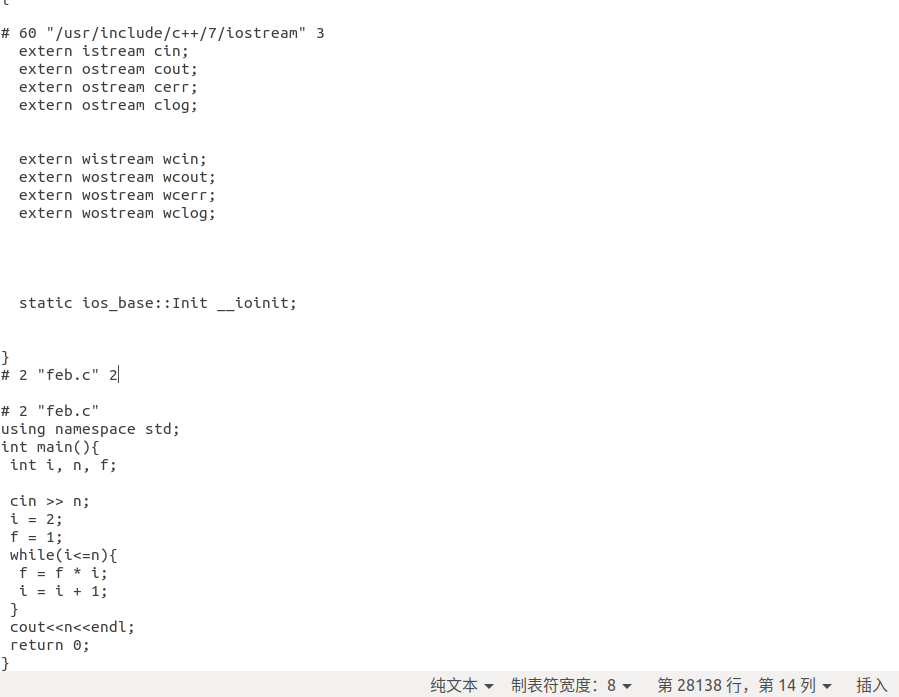 {
# 60 "/usr/include/c++/7/iostream" 3
  extern istream cin;
  extern ostream cout;
  extern ostream cerr;
  extern ostream clog;
  extern wistream wcin;
  extern wostream wcout;
  extern wostream wcerr;
  extern wostream wclog;
  static ios_base::Init __ioinit;
}
# 2 "feb.c" 2
# 2 "feb.c"
using namespace std;
int main(){
 int i, n, f;
 cin >> n;
 i = 2;
 f = 1;
 while(i<=n){
  f = f * i;
  i = i + 1;
 }
 cout<<n<<endl;
 return 0;
}
纯文本 制表符宽度：8 第 28138 行，第 14 列 插入